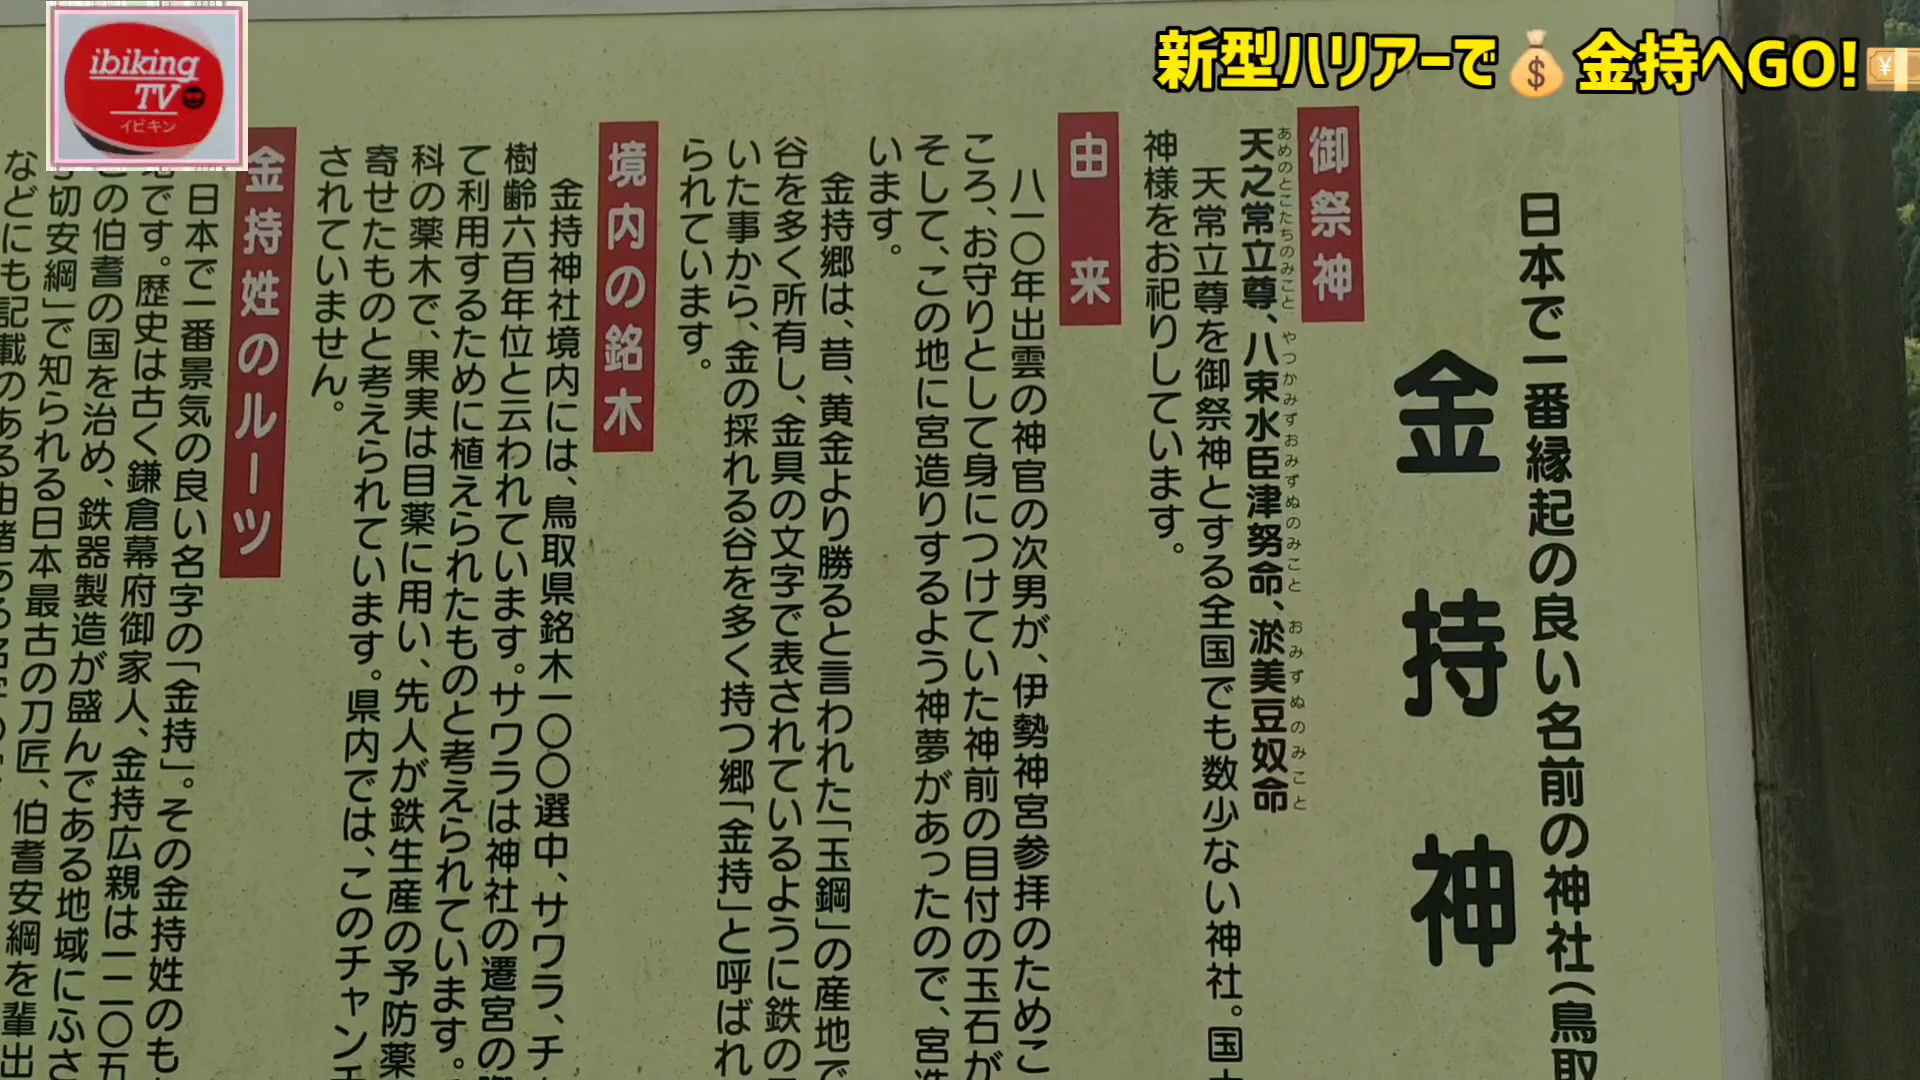 ibiking
TV
イビキン
新型ハリアーで💰金持へGO!💴
日本で一番縁起の良い名前の神社(鳥取
金持神
御祭神
あめのとこたちのみこと やつかみずおみずぬのみこと おみずぬのみこと
天之常立尊、八束水臣津努命、淤美豆奴命
天常立尊を御祭神とする全国でも数少ない神社。国
神様をお祀りしています。
由来
八一〇年出雲の神官の次男が、伊勢神宮参拝のためこ
ころ、お守りとして身につけていた神前の目付の玉石が
そして、この地に宮造りするよう神夢があったので、宮造
います。
金持郷は、昔、黄金より勝ると言われた「玉鋼」の産地で
谷を多く所有し、金具の文字で表されているように鉄の
いた事から、金の採れる谷を多く持つ郷「金持」と呼ばれ
られています。
境内の銘木
金持神社境内には、鳥取県銘木一〇〇選中、サワラ、チ
樹齢六百年位と云われています。サワラは神社の遷宮の
て利用するために植えられたものと考えられています。
科の薬木で、果実は目薬に用い、先人が鉄生産の予防薬
寄せたものと考えられています。県内では、このチャン
されていません。
金持姓のルーツ
日本で一番景気の良い名字の「金持」。その金持姓のも
です。歴史は古く鎌倉幕府御家人、金持広親は一二〇五
の伯耆の国を治め、鉄器製造が盛んである地域にふさ
切安綱」で知られる日本最古の刀匠、伯耆安綱を輩出
などにも記載のある由緒ある